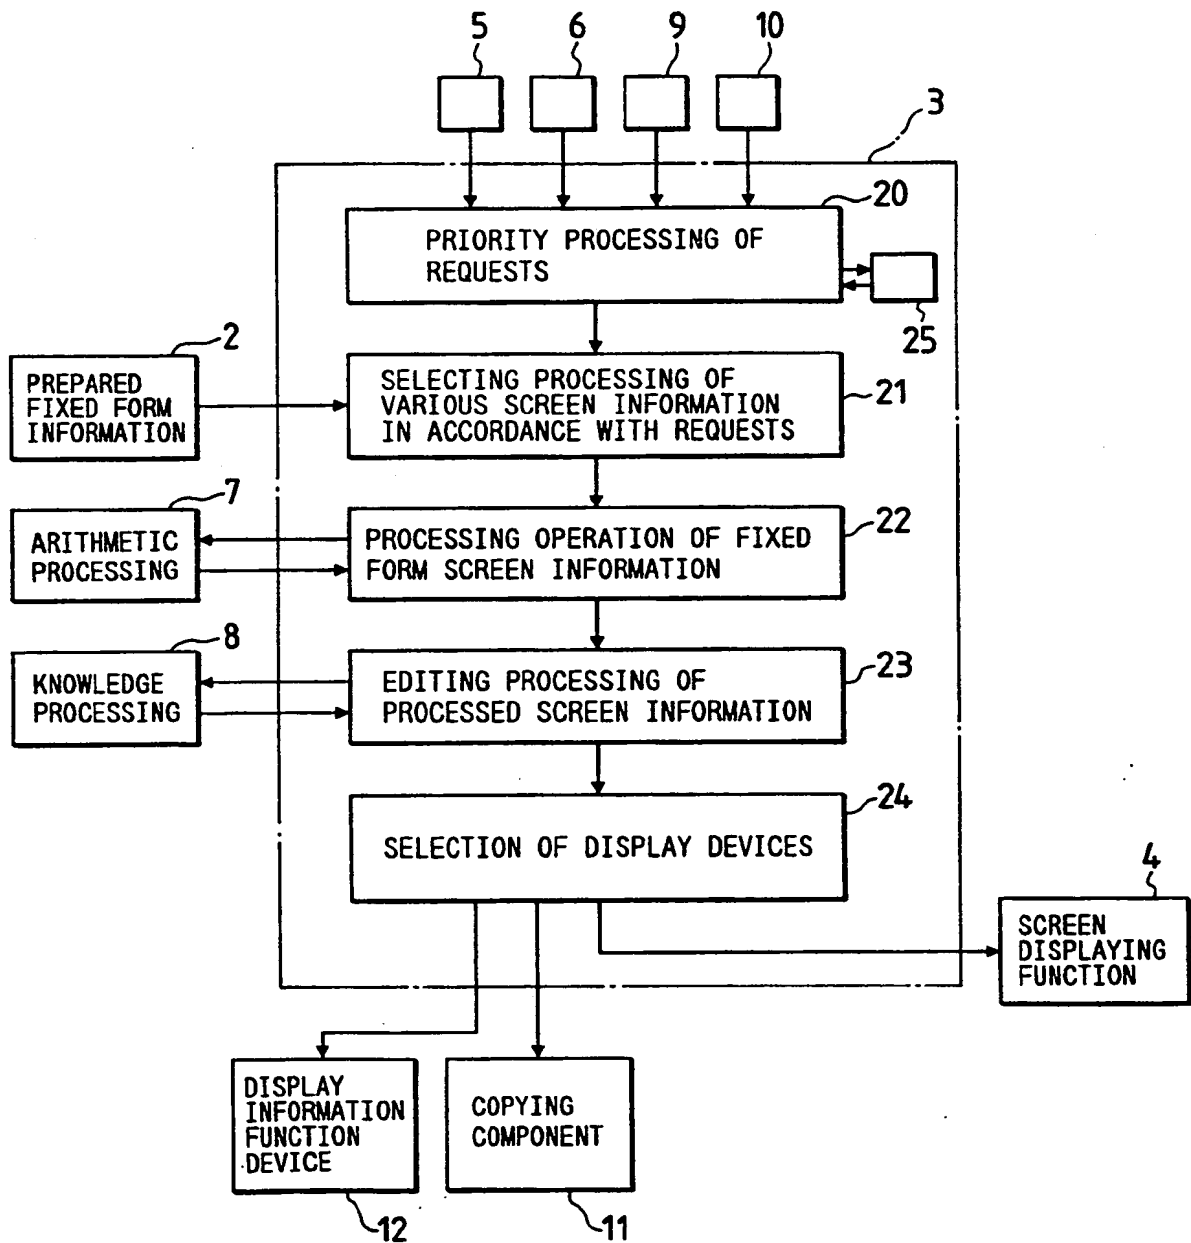 5
6
9
10
3
20
PRIORITY PROCESSING OF
REQUESTS
25
2
PREPARED
FIXED FORM
INFORMATION
SELECTING PROCESSING OF
VARIOUS SCREEN INFORMATION
IN ACCORDANCE WITH REQUESTS
21
7
ARITHMETIC
PROCESSING
PROCESSING OPERATION OF FIXED
FORM SCREEN INFORMATION
22
8
KNOWLEDGE
PROCESSING
EDITING PROCESSING OF
PROCESSED SCREEN INFORMATION
23
24
SELECTION OF DISPLAY DEVICES
4
SCREEN
DISPLAYING
FUNCTION
DISPLAY
INFORMATION
FUNCTION
DEVICE
12
COPYING
COMPONENT
11